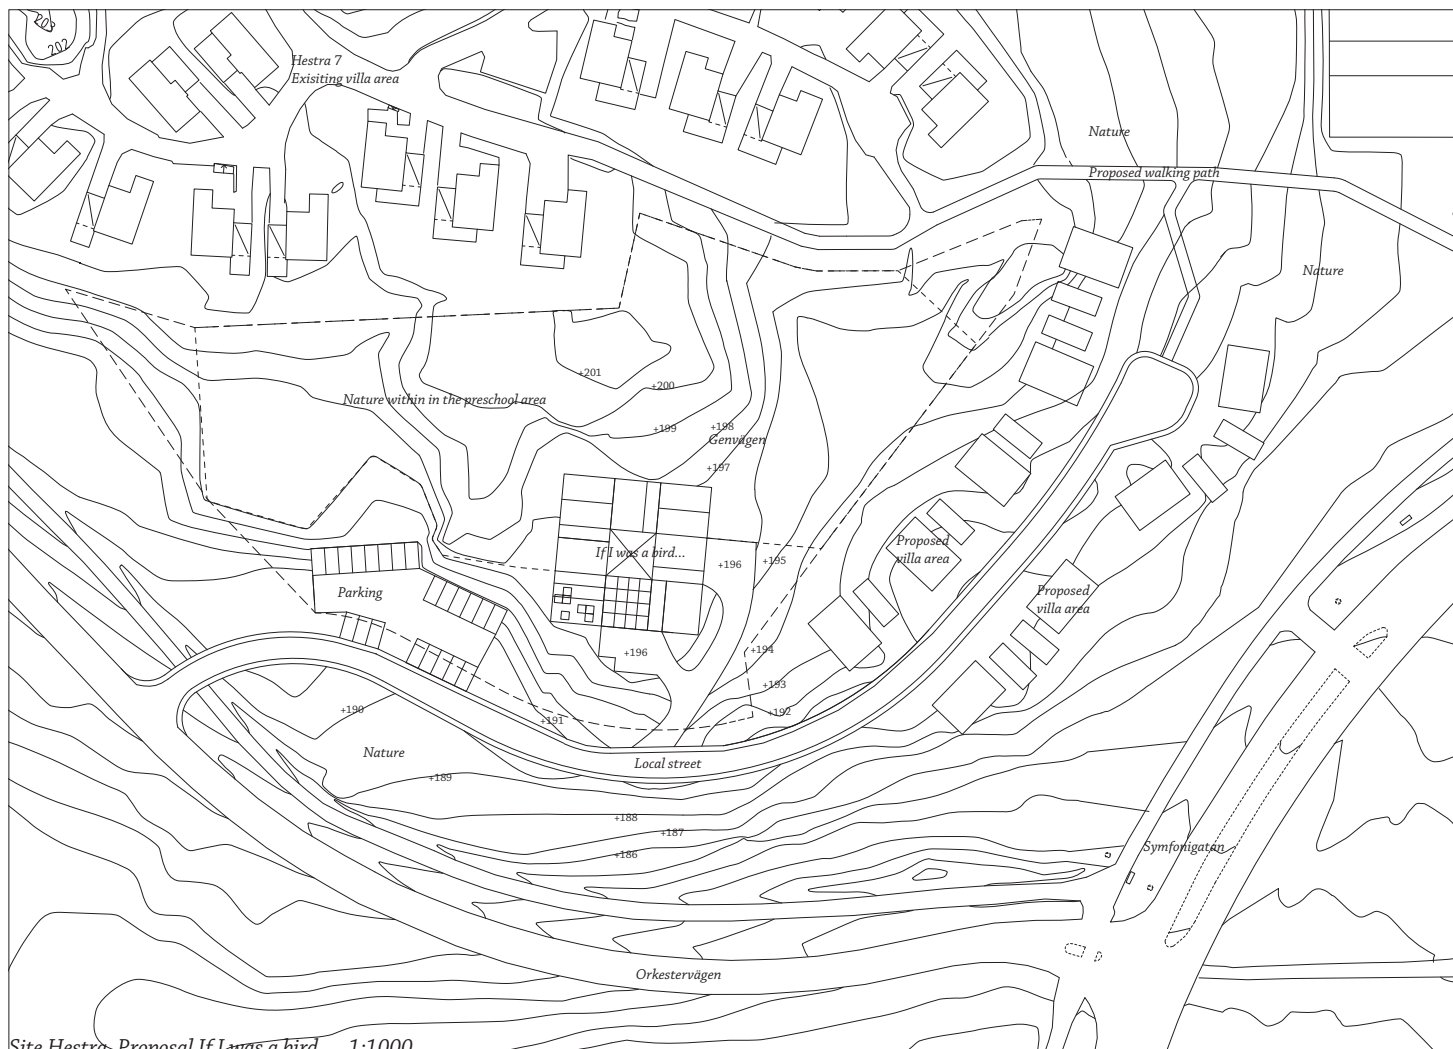 203
202
Hestra 7
Exisiting villa area
Nature
Proposed walking path
Nature
+201
+200
Nature within in the preschool area
+199
+198
Genvägen
+197
If I was a bird...
+196
+195
Proposed
villa area
Parking
Proposed
villa area
+196
+194
+193
+192
+190
+191
Nature
Local street
+189
+188
+187
+186
Symfonigatan
Orkestervägen
Site Hestra- Proposal If I was a bird... 1:1000